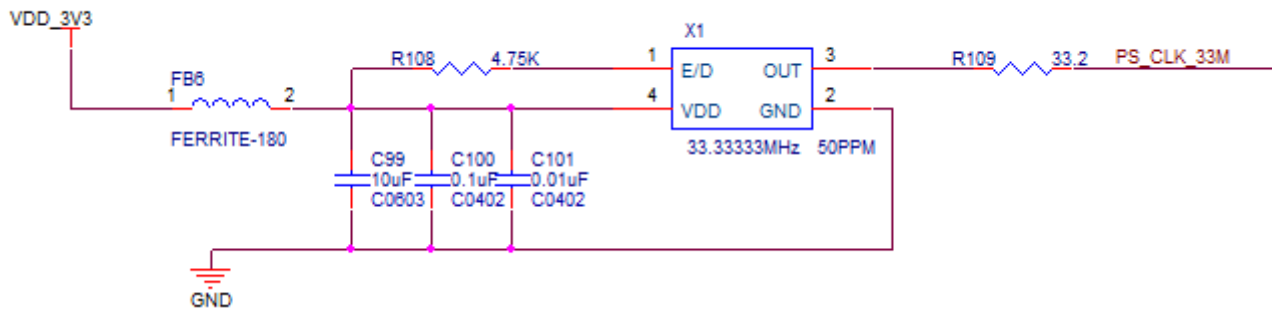 VDD_3V3
X1
R108 4.75K 1 E/D OUT 3 R109 33.2 PS_CLK_33M
FB6
1 2 4 VDD GND 2
FERRITE-180 33.33333MHz 50PPM
C99 C100 C101
10uF 0.1uF 0.01uF
C0603 C0402 C0402
GND